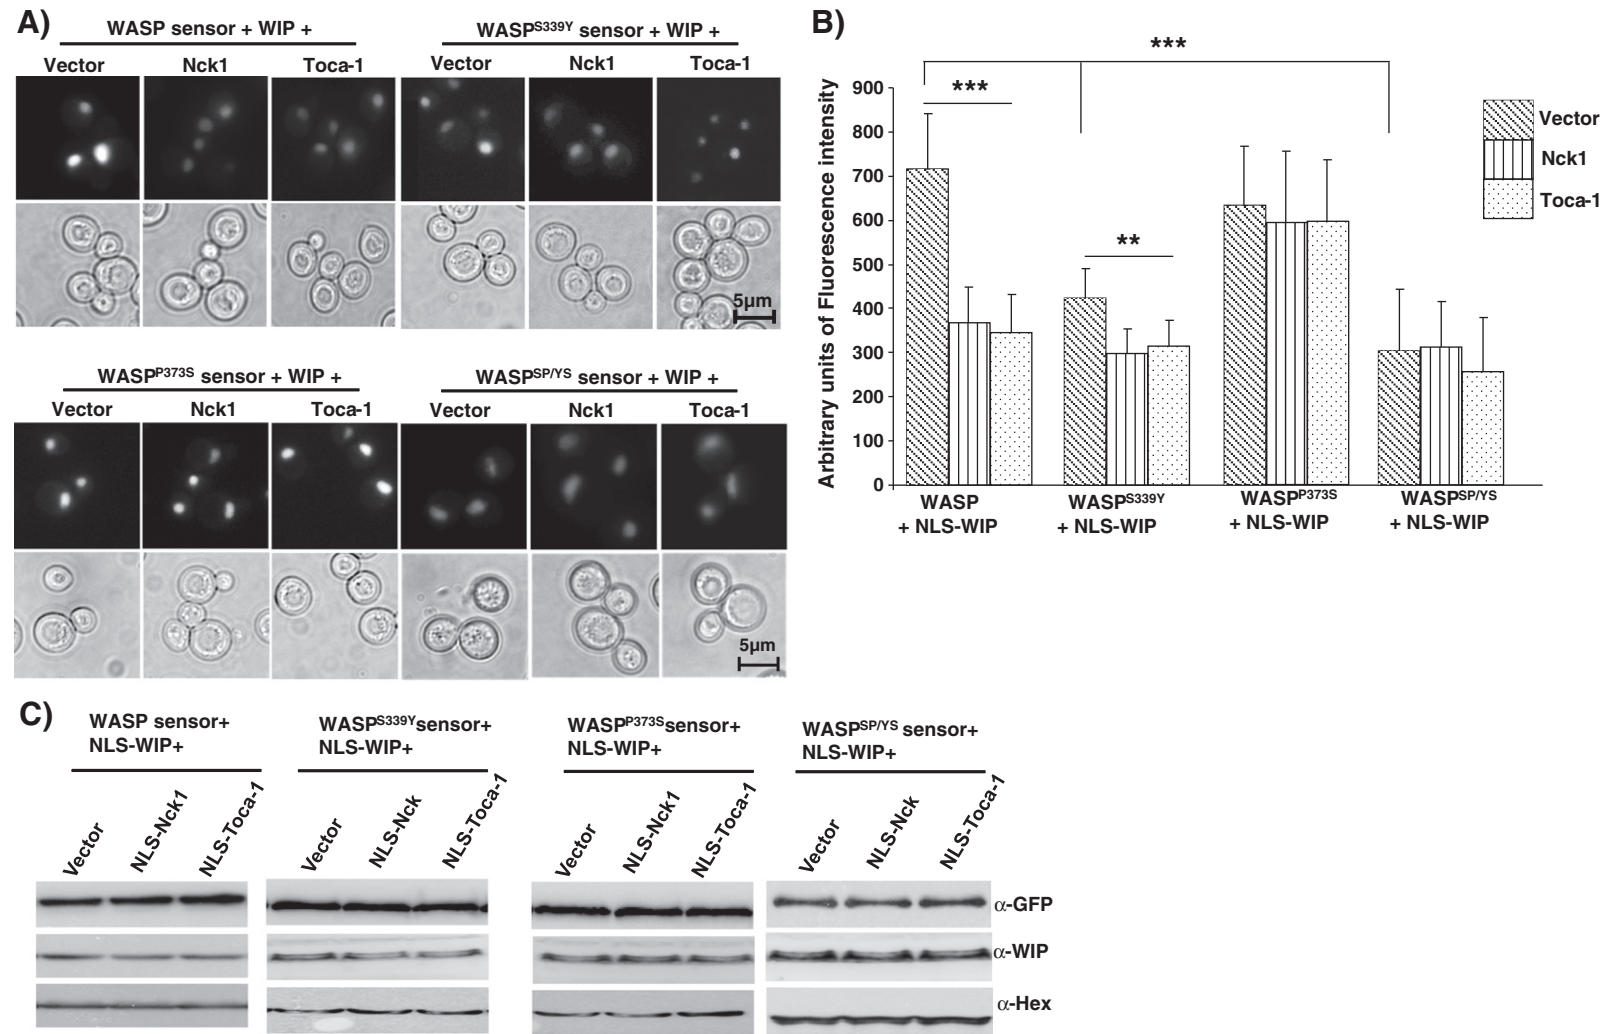 A)
WASP sensor + WIP +
WASPS339Y sensor + WIP +
Vector Nck1 Toca-1 Vector Nck1 Toca-1
5µm
WASPP373S sensor + WIP +
WASPSP/YS sensor + WIP +
Vector Nck1 Toca-1 Vector Nck1 Toca-1
5µm
B)
***
***
**
Arbitrary units of Fluorescence intensity
900
800
700
600
500
400
300
200
100
0
WASP + NLS-WIP
WASPS339Y + NLS-WIP
WASPP373S + NLS-WIP
WASPSP/YS + NLS-WIP
Vector
Nck1
Toca-1
C)
WASP sensor+
NLS-WIP+
Vector NLS-Nck1 NLS-Toca-1
WASPS339Y sensor+
NLS-WIP+
Vector NLS-Nck NLS-Toca-1
WASPP373S sensor+
NLS-WIP+
Vector NLS-Nck1 NLS-Toca-1
WASPSP/YS sensor+
NLS-WIP+
Vector NLS-Nck NLS-Toca-1
α-GFP
α-WIP
α-Hex